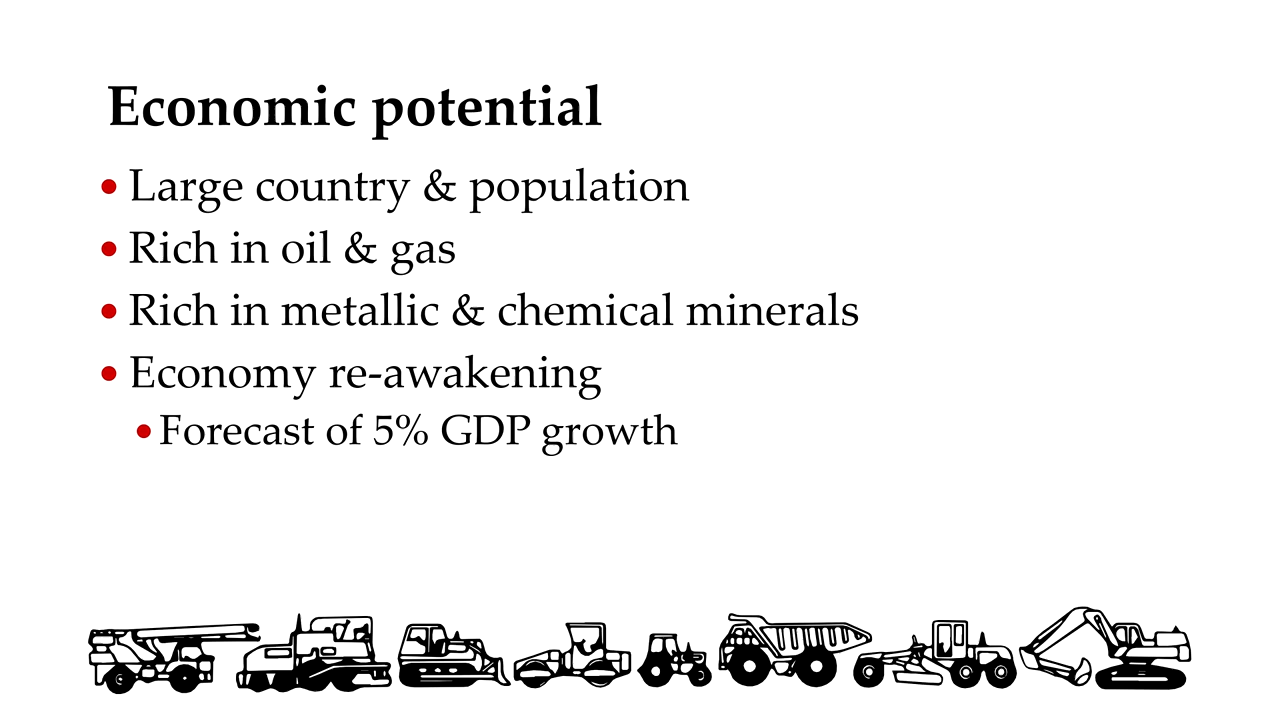 Economic potential
• Large country & population
• Rich in oil & gas
• Rich in metallic & chemical minerals
• Economy re-awakening
• Forecast of 5% GDP growth